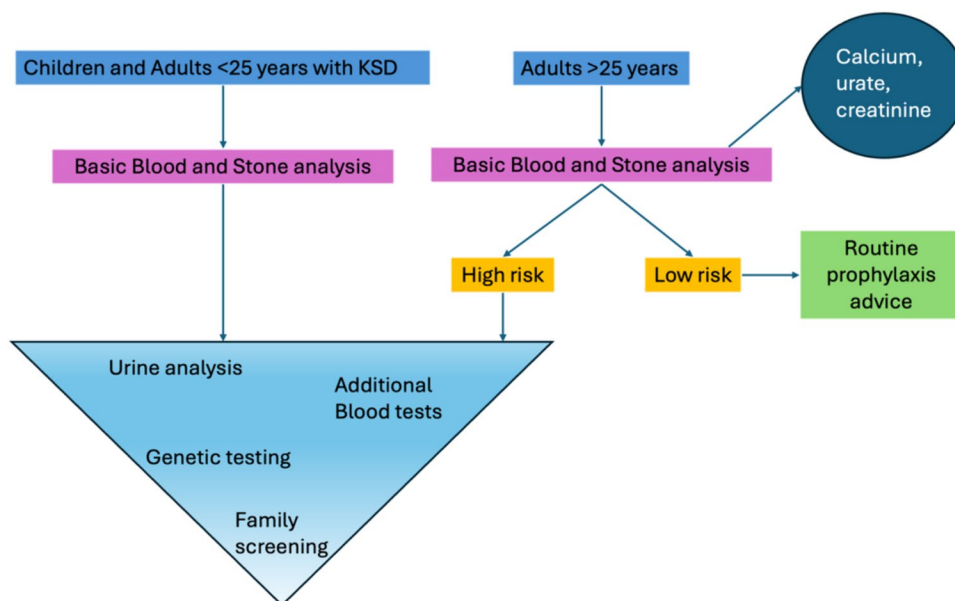 Children and Adults <25 years with KSD
Adults >25 years
Calcium,
urate,
creatinine
Basic Blood and Stone analysis
Basic Blood and Stone analysis
High risk
Low risk
Routine
prophylaxis
advice
Urine analysis
Additional
Blood tests
Genetic testing
Family
screening